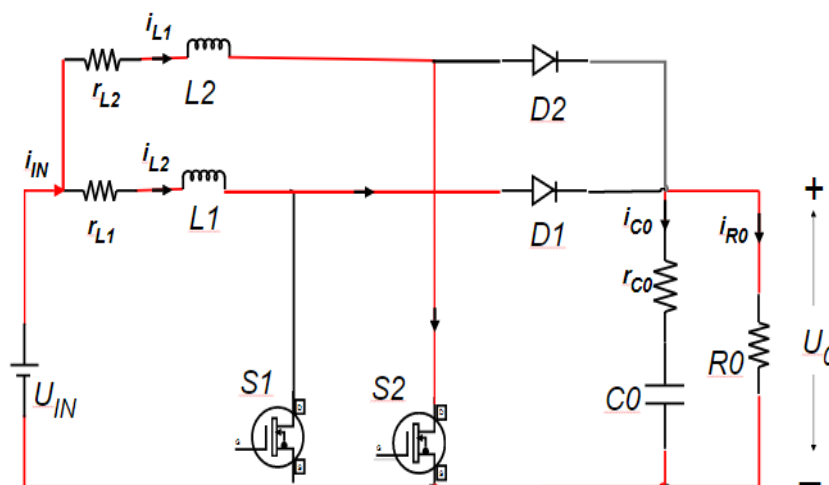 iL1
rL2
L2
D2
iIN
iL2
rL1
L1
D1
iC0
iR0
+
rC0
UIN
S1
S2
C0
R0
U
–